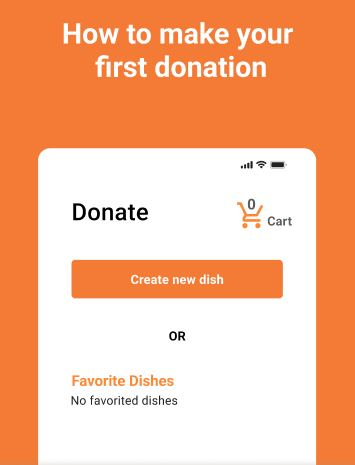 How to make your
first donation
Donate
0
Cart
Create new dish
OR
Favorite Dishes
No favorited dishes